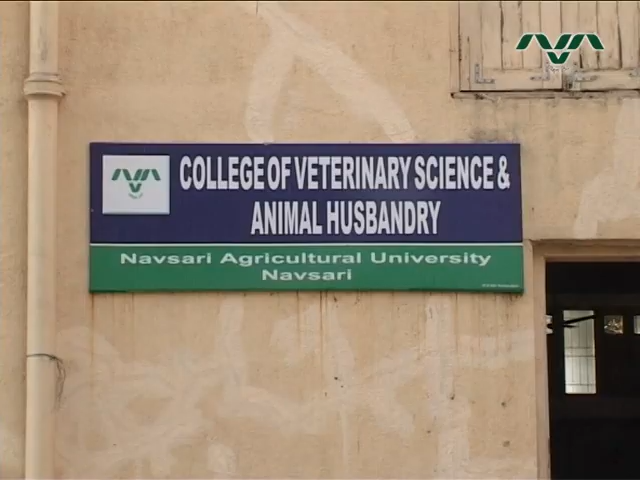 COLLEGE OF VETERINARY SCIENCE &
ANIMAL HUSBANDRY
Navsari Agricultural University
Navsari